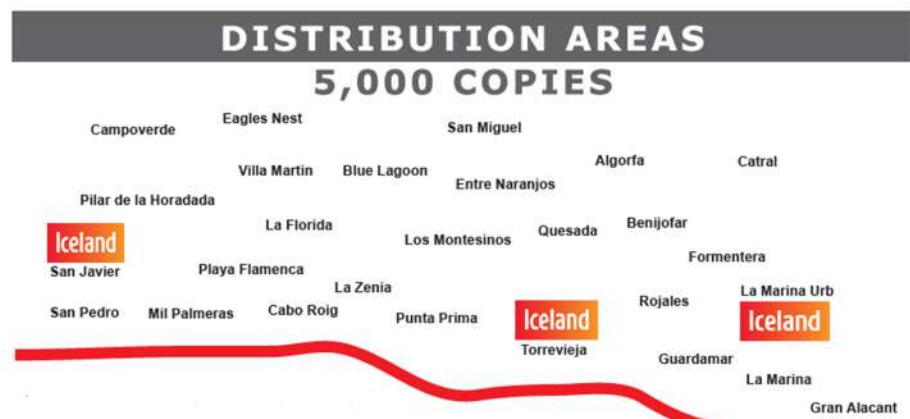 DISTRIBUTION AREAS
5,000 COPIES
Campoverde
Eagles Nest
San Miguel
Algorfa
Catral
Villa Martin
Blue Lagoon
Entre Naranjos
Pilar de la Horadada
La Florida
Los Montesinos
Quesada
Benijofar
Iceland
San Javier
Playa Flamenca
Formentera
La Zenia
La Marina Urb
San Pedro
Mil Palmeras
Cabo Roig
Punta Prima
Iceland
Rojales
Iceland
Torrevieja
Guardamar
La Marina
Gran Alacant